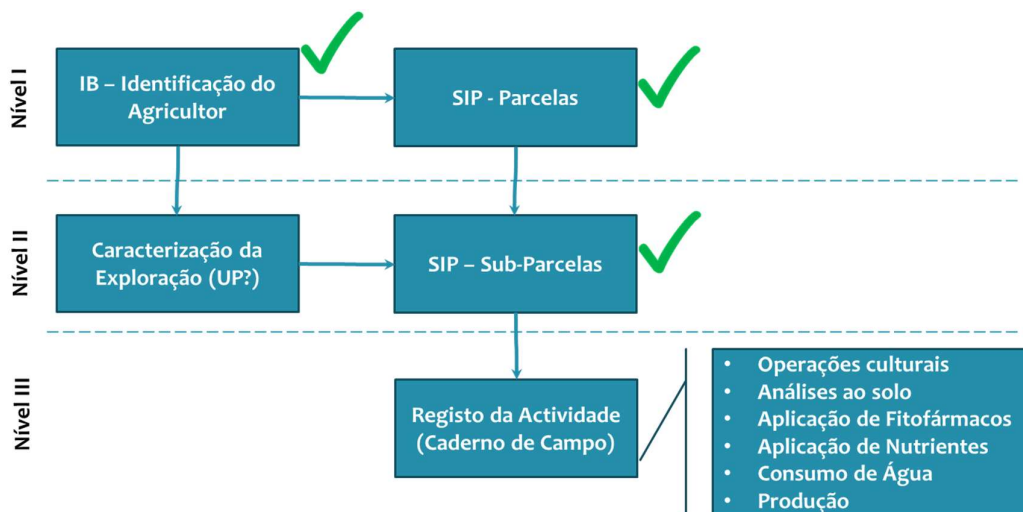 Nível I
IB – Identificação do
Agricultor
SIP - Parcelas
Nível II
Caracterização da
Exploração (UP?)
SIP – Sub-Parcelas
Nível III
Registo da Actividade
(Caderno de Campo)
• Operações culturais
• Análises ao solo
• Aplicação de Fitofármacos
• Aplicação de Nutrientes
• Consumo de Água
• Produção